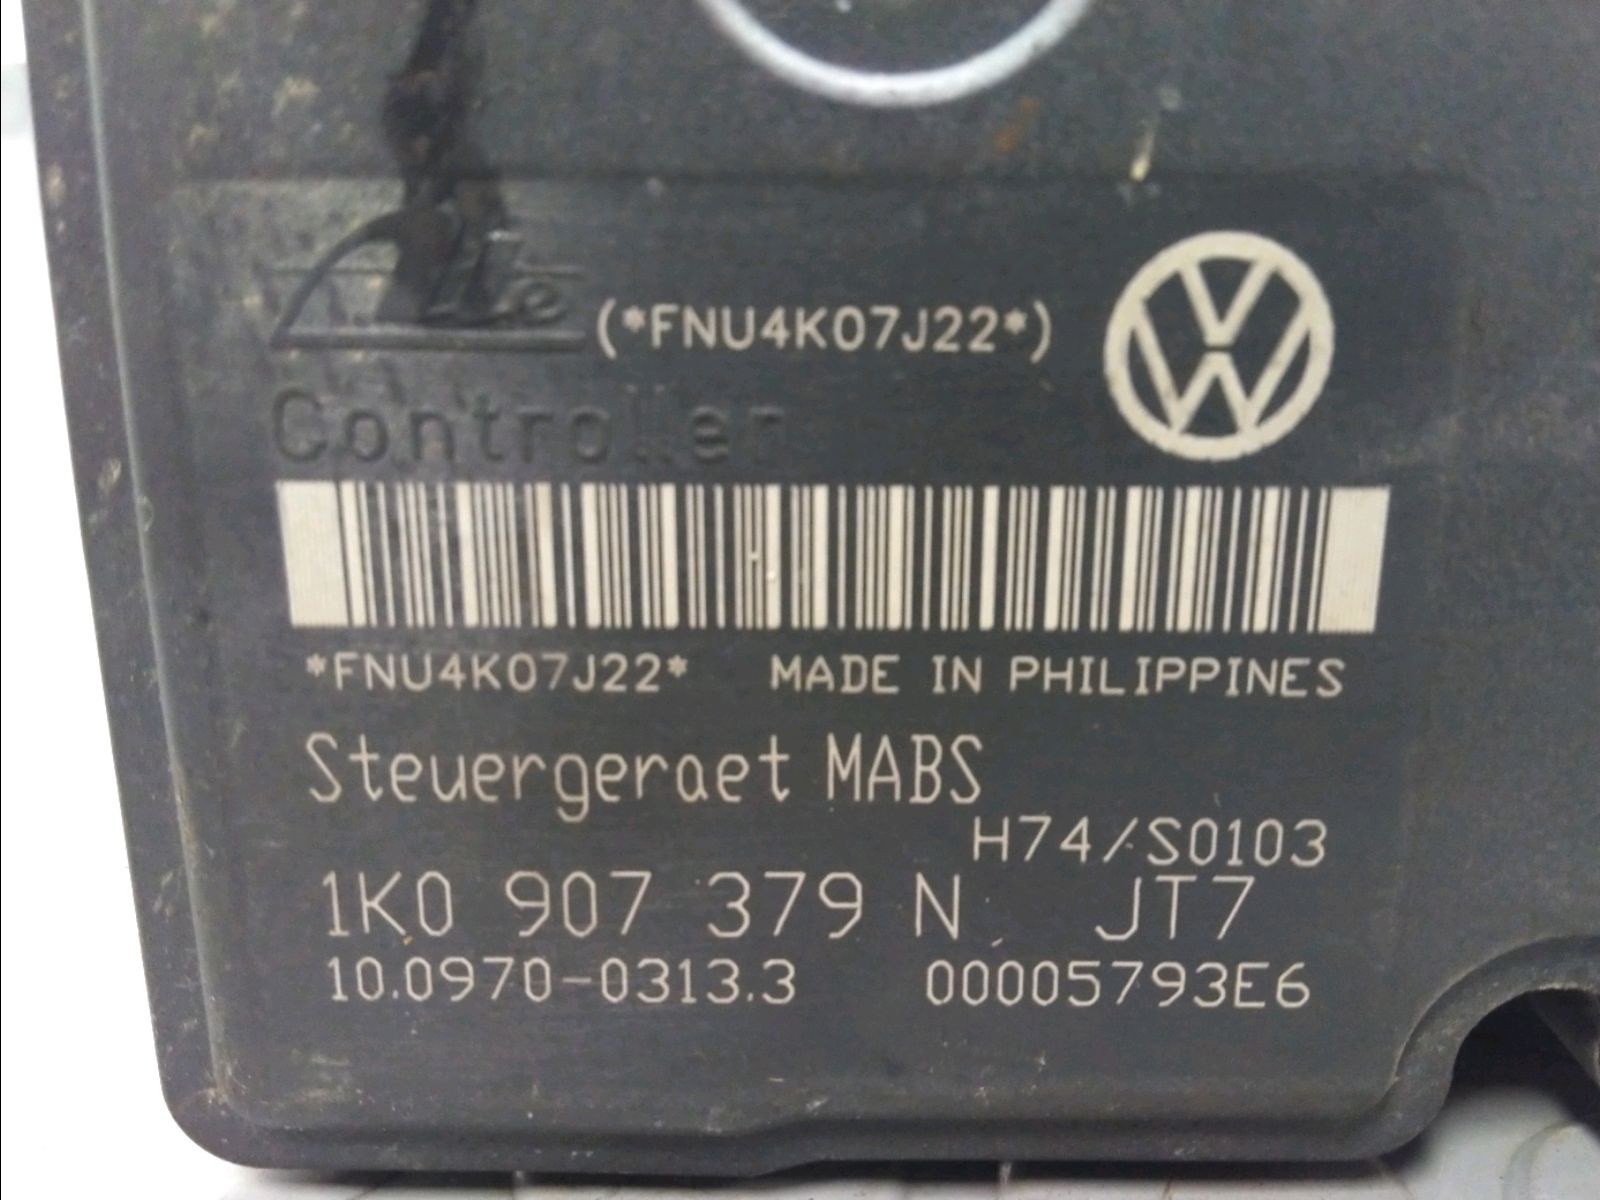 Ate (*FNU4K07J22*)
Controller
*FNU4K07J22* MADE IN PHILIPPINES
Steuergeraet MABS
H74/S0103
1K0 907 379 N JT7
10.0970-0313.3 00005793E6